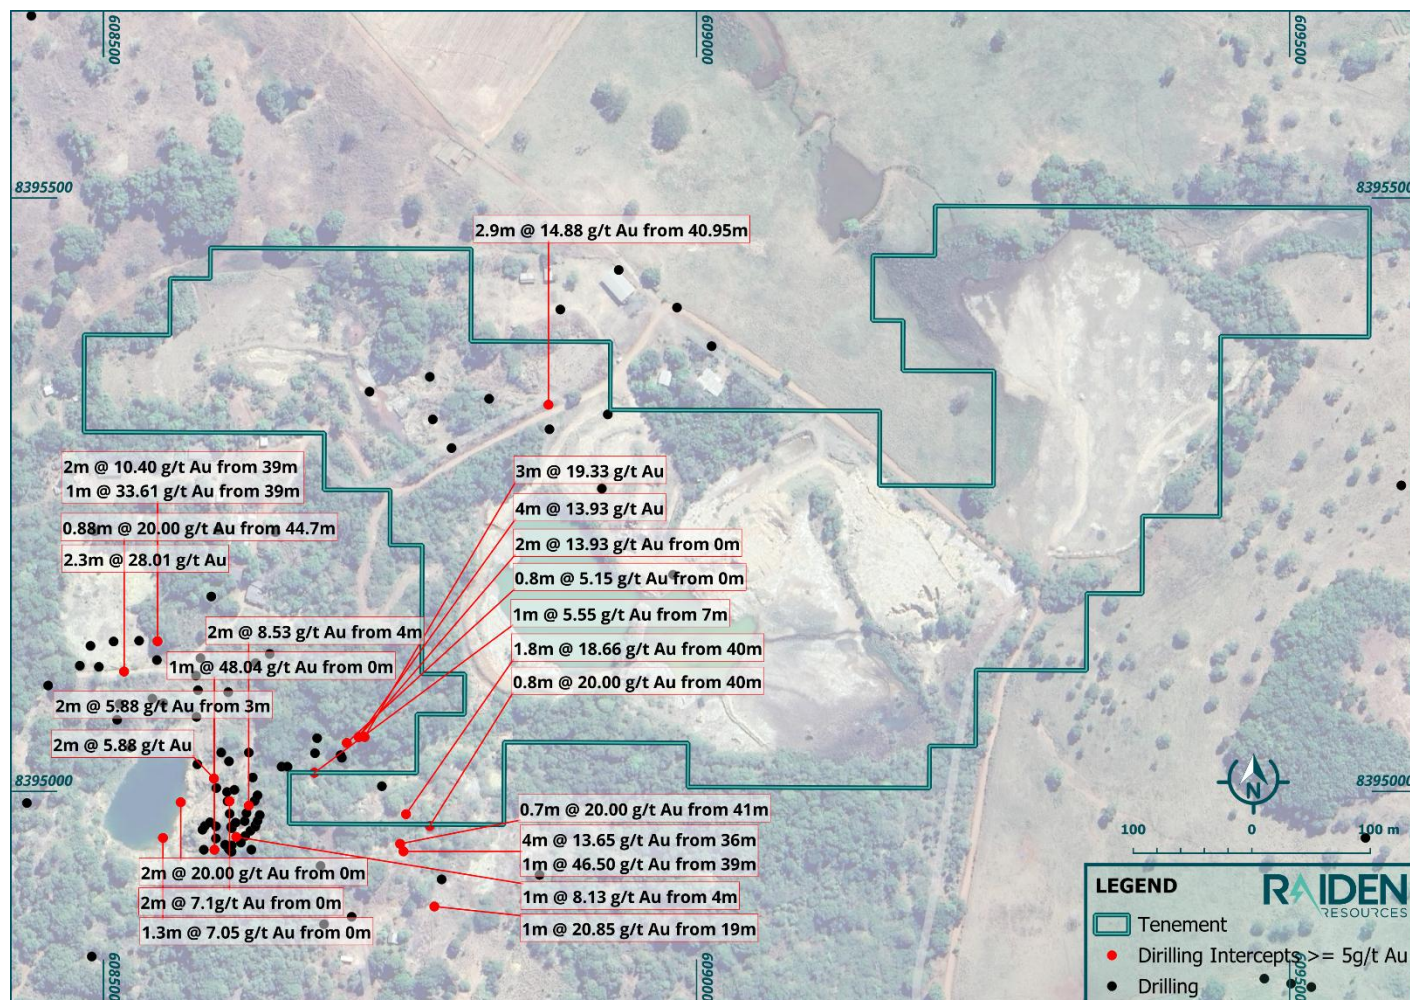 605800
606000
609500
8395500
8395500
2.9m @ 14.88 g/t Au from 40.95m
2m @ 10.40 g/t Au from 39m
1m @ 33.61 g/t Au from 39m
0.88m @ 20.00 g/t Au from 44.7m
2.3m @ 28.01 g/t Au
3m @ 19.33 g/t Au
4m @ 13.93 g/t Au
2m @ 13.93 g/t Au from 0m
0.8m @ 5.15 g/t Au from 0m
1m @ 5.55 g/t Au from 7m
1.8m @ 18.66 g/t Au from 40m
0.8m @ 20.00 g/t Au from 40m
2m @ 8.53 g/t Au from 4m
1m @ 48.04 g/t Au from 0m
2m @ 5.88 g/t Au from 3m
2m @ 5.88 g/t Au
8395000
8395000
N
100
0
100 m
0.7m @ 20.00 g/t Au from 41m
4m @ 13.65 g/t Au from 36m
1m @ 46.50 g/t Au from 39m
1m @ 8.13 g/t Au from 4m
1m @ 20.85 g/t Au from 19m
2m @ 20.00 g/t Au from 0m
2m @ 7.1g/t Au from 0m
1.3m @ 7.05 g/t Au from 0m
LEGEND
RAIDEN
RESOURCES
Tenement
Dirilling Intercepts >= 5g/t Au
Drilling